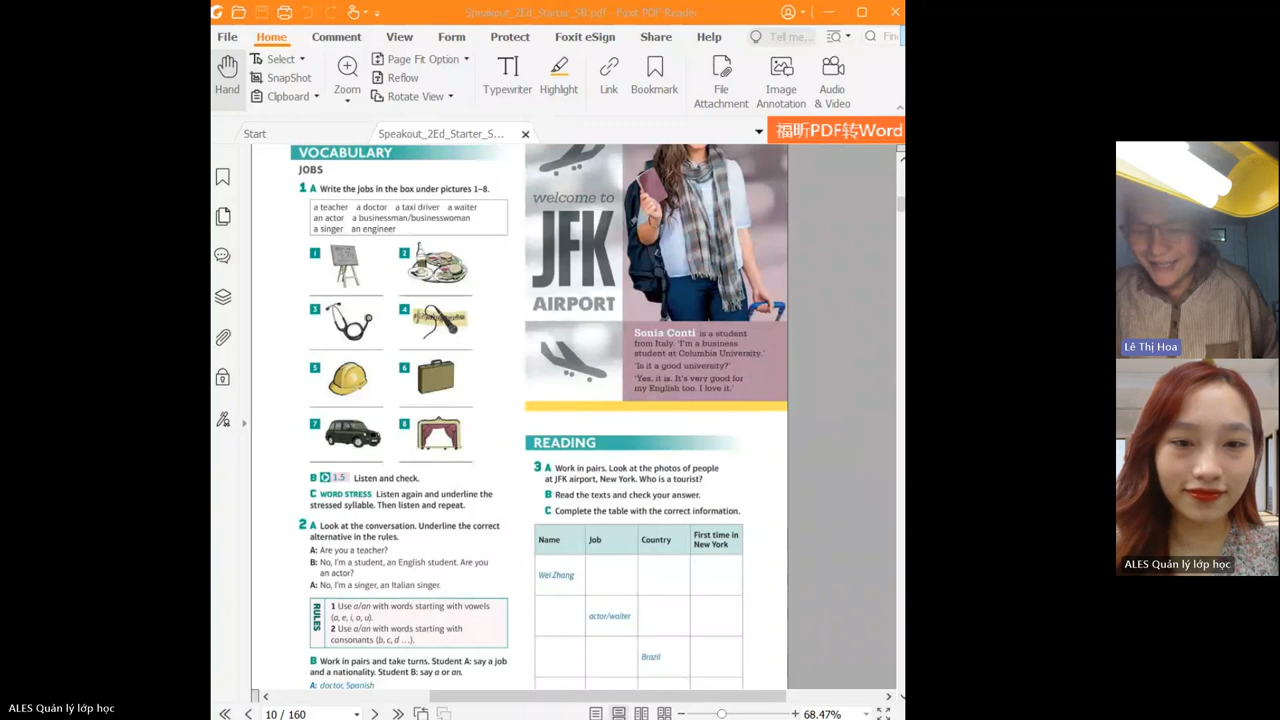 Speakout_2Ed_Starter_SB.pdf - Foxit PDF Reader
File
Home
Comment
View
Form
Protect
Foxit eSign
Share
Help
Tell me...
Hand
Select
SnapShot
Clipboard
Zoom
Page Fit Option
Reflow
Rotate View
Typewriter
Highlight
Link
Bookmark
File
Attachment
Image
Annotation
Audio
& Video
Start
Speakout_2Ed_Starter_S...
福昕PDF转Word
VOCABULARY
JOBS
1 A Write the jobs in the box under pictures 1–8.
a teacher a doctor a taxi driver a waiter
an actor a businessman/businesswoman
a singer an engineer
1
2
3
4
5
6
7
8
B 1.5 Listen and check.
C WORD STRESS Listen again and underline the
stressed syllable. Then listen and repeat.
2 A Look at the conversation. Underline the correct
alternative in the rules.
A: Are you a teacher?
B: No, I'm a student, an English student. Are you
an actor?
A: No, I'm a singer, an Italian singer.
RULES
1 Use a/an with words starting with vowels
(a, e, i, o, u).
2 Use a/an with words starting with
consonants (b, c, d ...).
B Work in pairs and take turns. Student A: say a job
and a nationality. Student B: say a or an.
A: doctor, Spanish
welcome to
JFK
AIRPORT
Sonia Conti is a student
from Italy. 'I'm a business
student at Columbia University.'
'Is it a good university?'
'Yes, it is. It's very good for
my English too. I love it.'
READING
3 A Work in pairs. Look at the photos of people
at JFK airport, New York. Who is a tourist?
B Read the texts and check your answer.
C Complete the table with the correct information.
Name Job Country First time in
New York
Wei Zhang
actor/waiter
Brazil
10 / 160
68.47%
Lê Thị Hoa
ALES Quản lý lớp học
ALES Quản lý lớp học